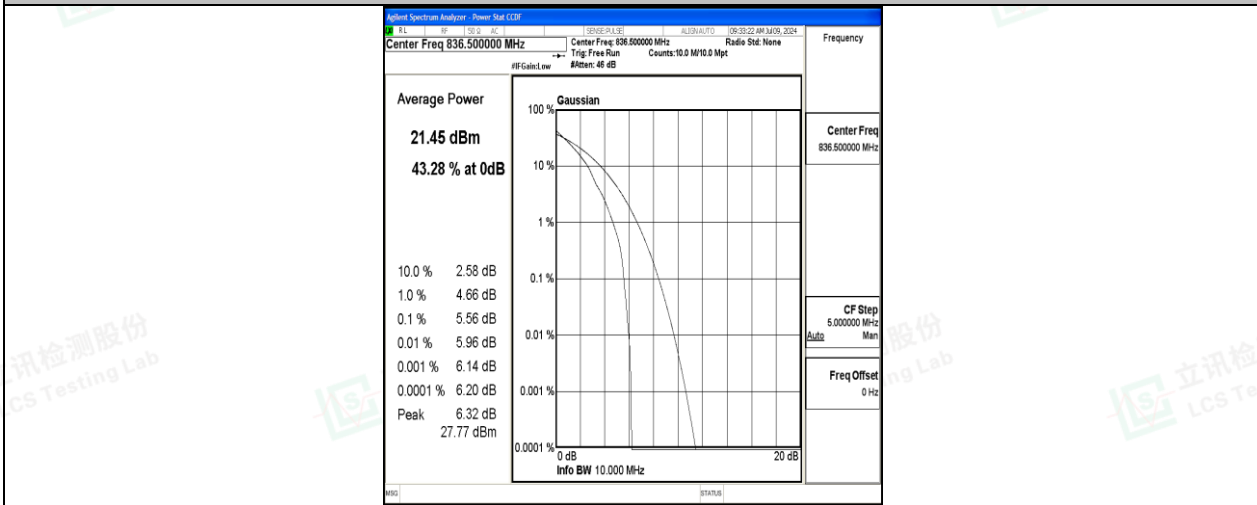 Agilent Spectrum Analyzer - Power Stat CCDF
RL RF 50 Ω AC SENSE:PULSE ALIGN AUTO 09:33:22 AM Jul 09, 2024
Center Freq 836.500000 MHz
Center Freq: 836.500000 MHz Radio Std: None
Trig: Free Run Counts:10.0 M/10.0 Mpt
#IFGain:Low #Atten: 46 dB
Frequency
Average Power
21.45 dBm
43.28 % at 0dB
10.0 % 2.58 dB
1.0 % 4.66 dB
0.1 % 5.56 dB
0.01 % 5.96 dB
0.001 % 6.14 dB
0.0001 % 6.20 dB
Peak 6.32 dB
27.77 dBm
Gaussian
100 %
10 %
1 %
0.1 %
0.01 %
0.001 %
0.0001 %
0 dB 20 dB
Info BW 10.000 MHz
Center Freq
836.500000 MHz
CF Step
5.000000 MHz
Auto Man
Freq Offset
0 Hz
MSG STATUS
讯检测股份
LCS Testing Lab
股份
ng Lab
立讯检
LCS Te